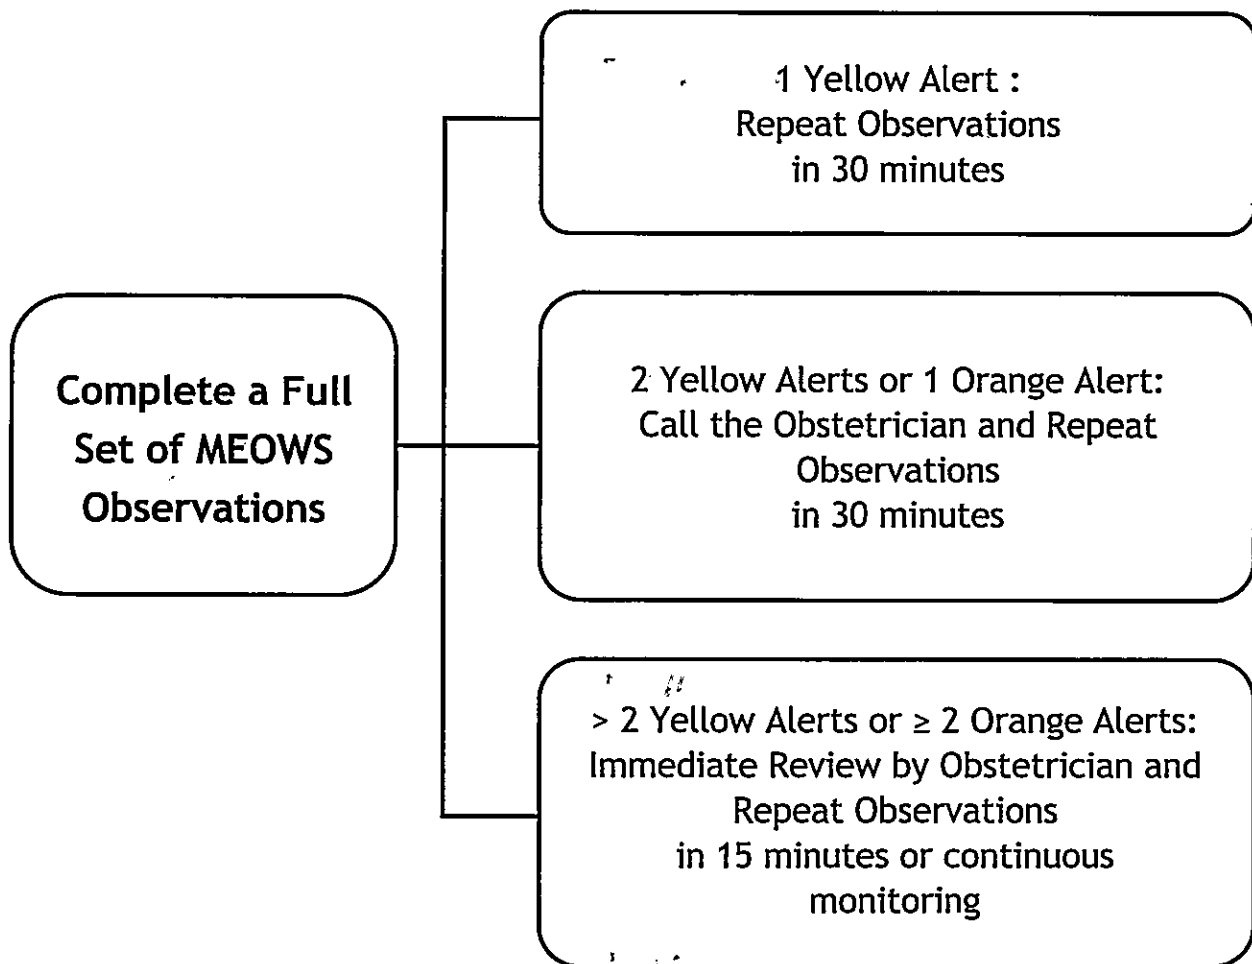 Complete a Full
Set of MEOWS
Observations
1 Yellow Alert :
Repeat Observations
in 30 minutes
2 Yellow Alerts or 1 Orange Alert:
Call the Obstetrician and Repeat
Observations
in 30 minutes
> 2 Yellow Alerts or ≥ 2 Orange Alerts:
Immediate Review by Obstetrician and
Repeat Observations
in 15 minutes or continuous
monitoring